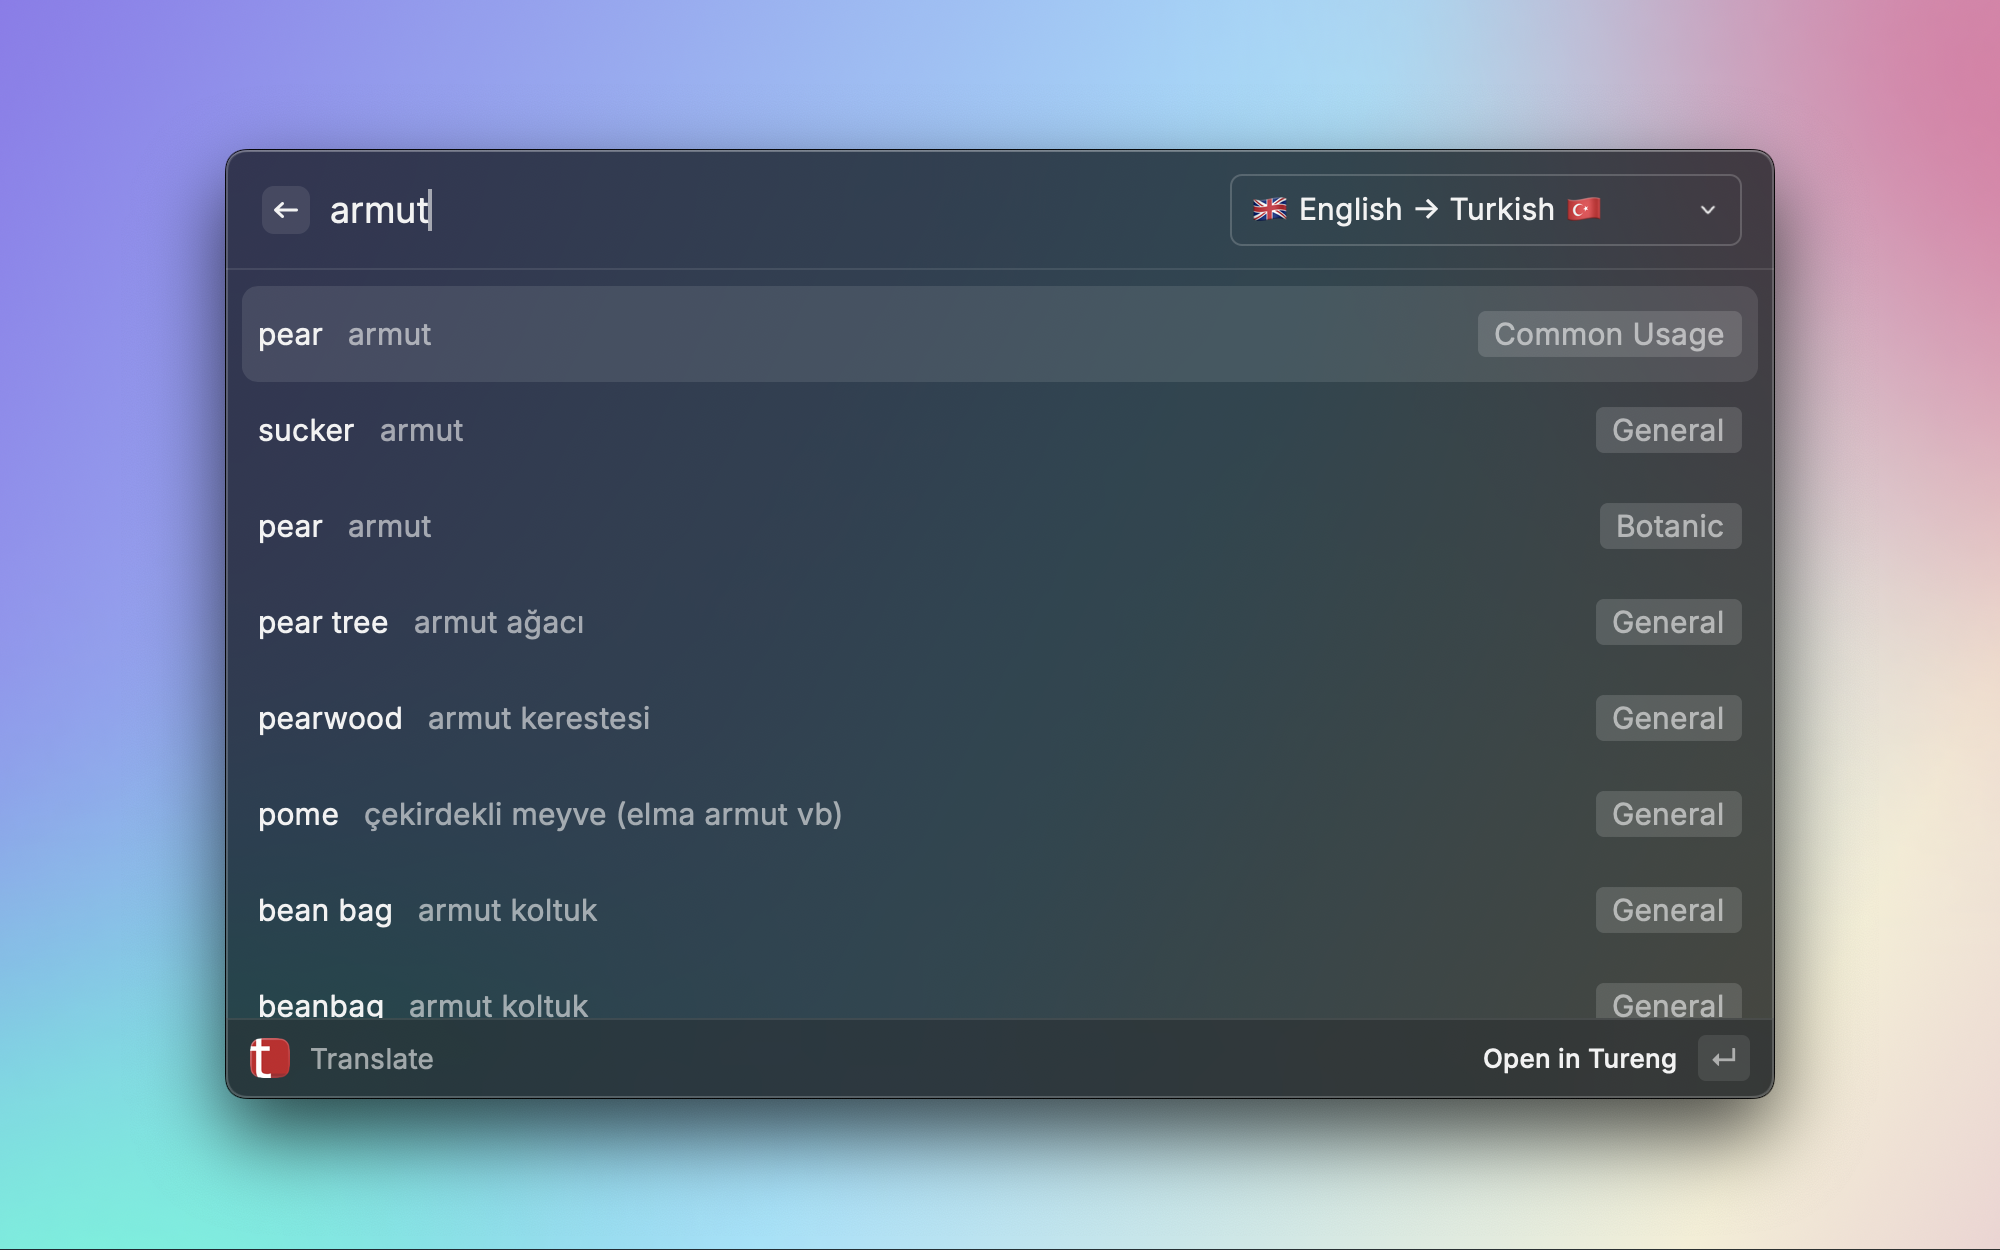 armut
English → Turkish
pear armut Common Usage
sucker armut General
pear armut Botanic
pear tree armut ağacı General
pearwood armut kerestesi General
pome çekirdekli meyve (elma armut vb) General
bean bag armut koltuk General
beanbag armut koltuk General
t Translate Open in Tureng